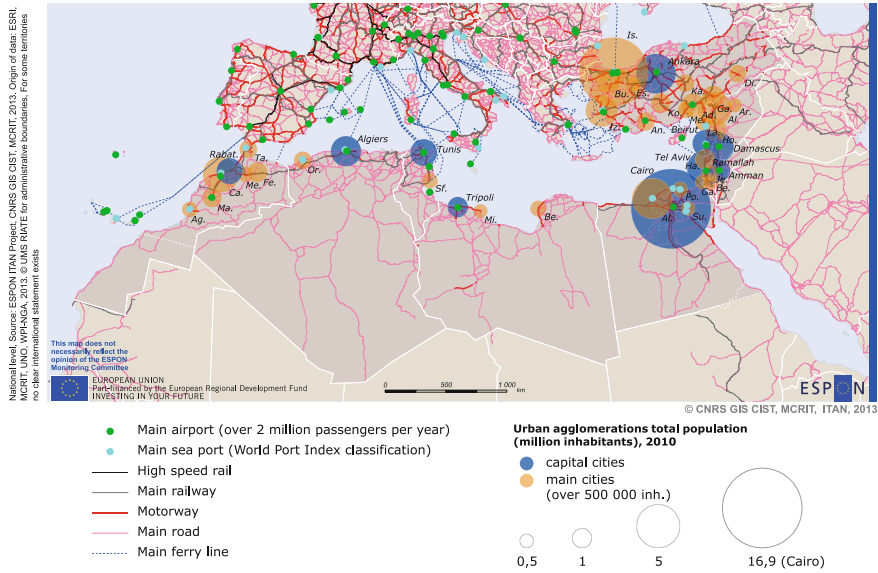 National level. Source: ESPON ITAN Project, CNRS GIS CIST, MCRIT, 2013. Origin of data: ESRI,
MCRIT, UNO, WPI-NGA, 2013. © UMS RIATE for administrative boundaries. For some territories
no clear international statement exists
Is.
Ankara
Bu.
Es.
Di.
Ka.
Ko.
Ga.
Ad.
Ar.
Me.
Al.
Iz.
An.
Beirut
La.
Ho.
Damascus
Tel Aviv
Ha.
Ramallah
Je.
Amman
Ga.
Be.
Cairo
Po.
Al.
Su.
Rabat
Ta.
Algiers
Tunis
Or.
Me.
Fe.
Ca.
Ma.
Ag.
Sf.
Tripoli
Mi.
Be.
This map does not
necessarily reflect the
opinion of the ESPON
Monitoring Committee
EUROPEAN UNION
Part-financed by the European Regional Development Fund
INVESTING IN YOUR FUTURE
0 500 1 000
km
ESPON
© CNRS GIS CIST, MCRIT, ITAN, 2013
Main airport (over 2 million passengers per year)
Main sea port (World Port Index classification)
High speed rail
Main railway
Motorway
Main road
Main ferry line
Urban agglomerations total population
(million inhabitants), 2010
capital cities
main cities
(over 500 000 inh.)
0,5 1 5 16,9 (Cairo)